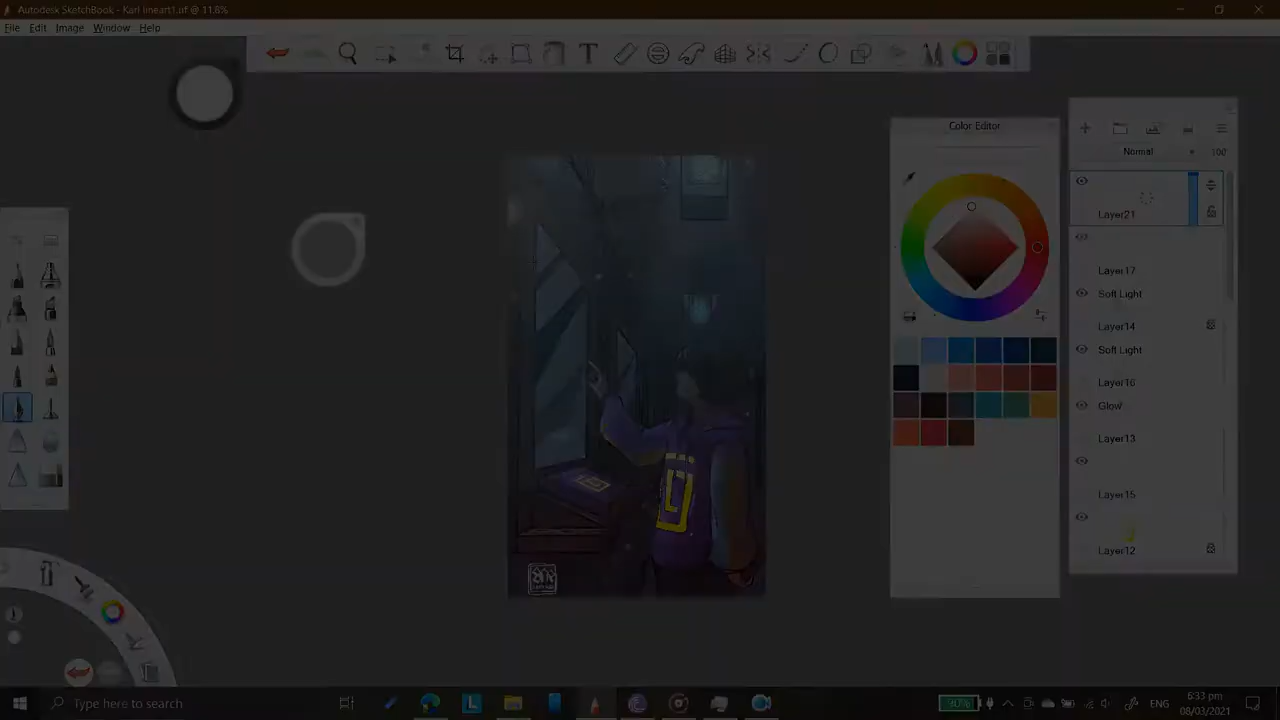 Autodesk SketchBook - Karl lineart1.tif @ 11.6%
File Edit Image Window Help
T
Color Editor
Normal 100
Layer21
Layer17
Soft Light
Layer14
Soft Light
Layer16
Glow
Layer13
Layer15
Layer12
Type here to search
L
90%
ENG
6:33 pm
08/03/2021